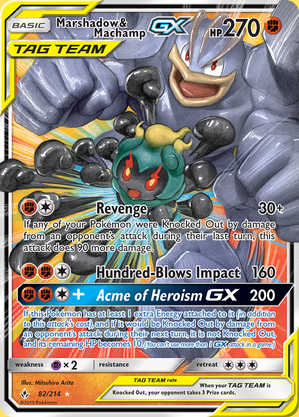 BASIC Marshadow & Machamp GX HP 270
TAG TEAM
Revenge 30+
If any of your Pokémon were Knocked Out by damage
from an opponent's attack during their last turn, this
attack does 90 more damage.
Hundred-Blows Impact 160
+ Acme of Heroism GX 200
If this Pokémon has at least 1 extra Energy attached to it (in addition
to this attack's cost), and if it would be Knocked Out by damage
from an opponent's attack during their next turn, it is not Knocked Out,
and its remaining HP becomes 10. (You can't use more than 1 GX attack in a game.)
weakness ×2 resistance retreat
Illus. Mitsuhiro Arita
82/214
TAG TEAM rule
When your TAG TEAM is
Knocked Out, your opponent takes 3 Prize cards.
©2019 Pokémon